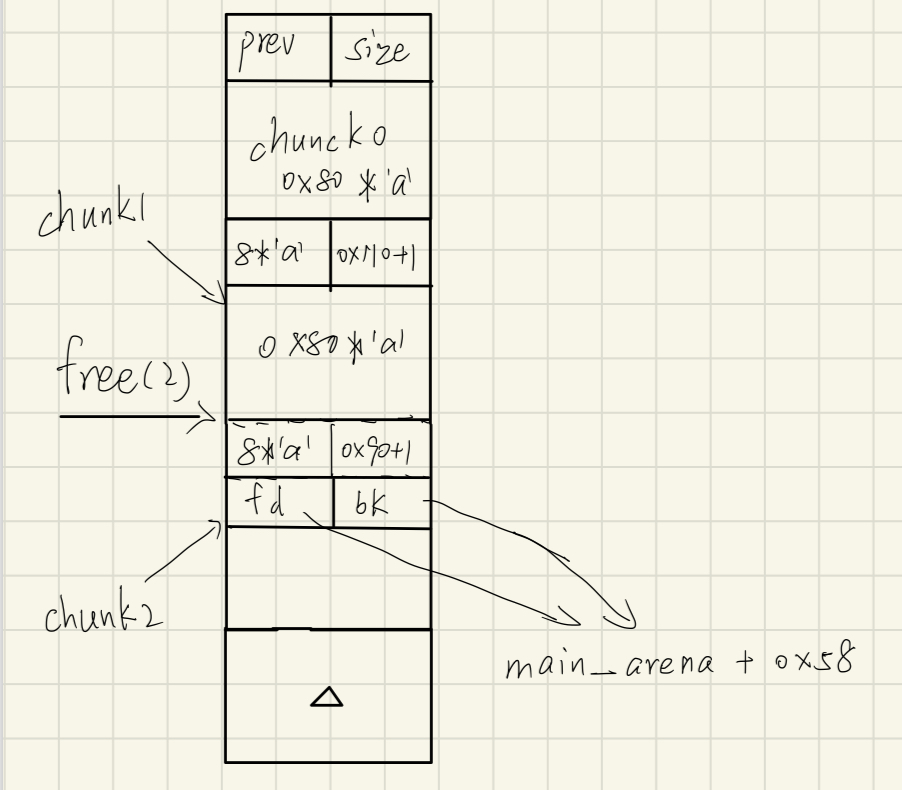 prev size
chunck0
0x80 *'a'
chunk1
8*'a' 0x110+1
0x80*'a'
free(2)
8*'a' 0x90+1
fd bk
chunk2
main_arena + 0x58